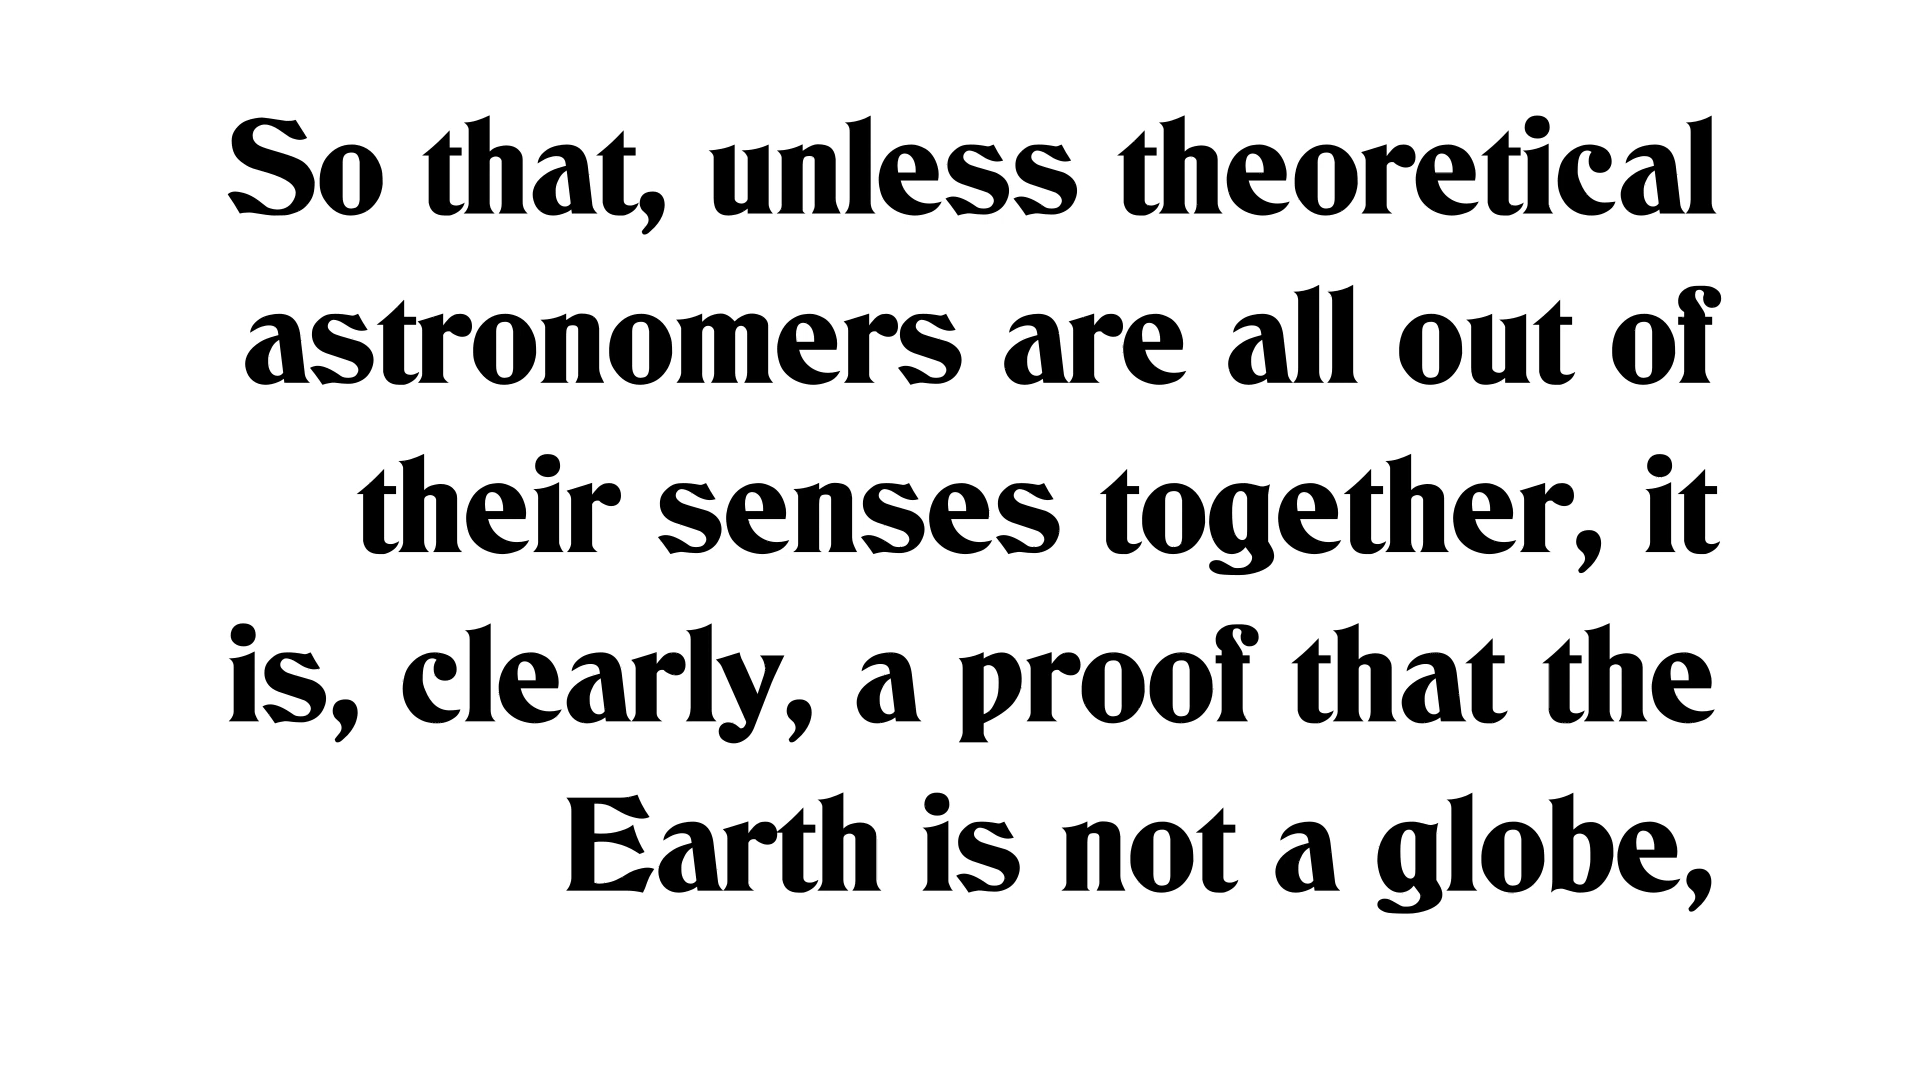 So that, unless theoretical
astronomers are all out of
their senses together, it
is, clearly, a proof that the
Earth is not a globe,